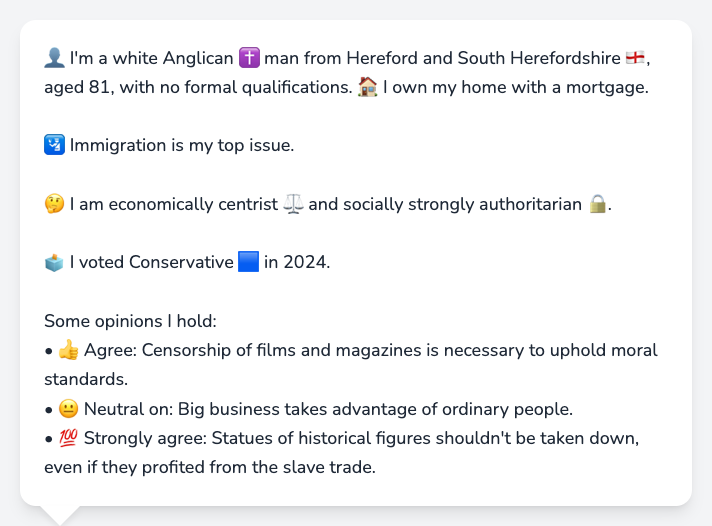 👤 I'm a white Anglican ✝️ man from Hereford and South Herefordshire 🏴󠁧󠁢󠁥󠁮󠁧󠁿,
aged 81, with no formal qualifications. 🏠 I own my home with a mortgage.
🛂 Immigration is my top issue.
🤔 I am economically centrist ⚖️ and socially strongly authoritarian 🔒.
🗳️ I voted Conservative 🟦 in 2024.
Some opinions I hold:
• 👍 Agree: Censorship of films and magazines is necessary to uphold moral
standards.
• 😐 Neutral on: Big business takes advantage of ordinary people.
• 💯 Strongly agree: Statues of historical figures shouldn't be taken down,
even if they profited from the slave trade.